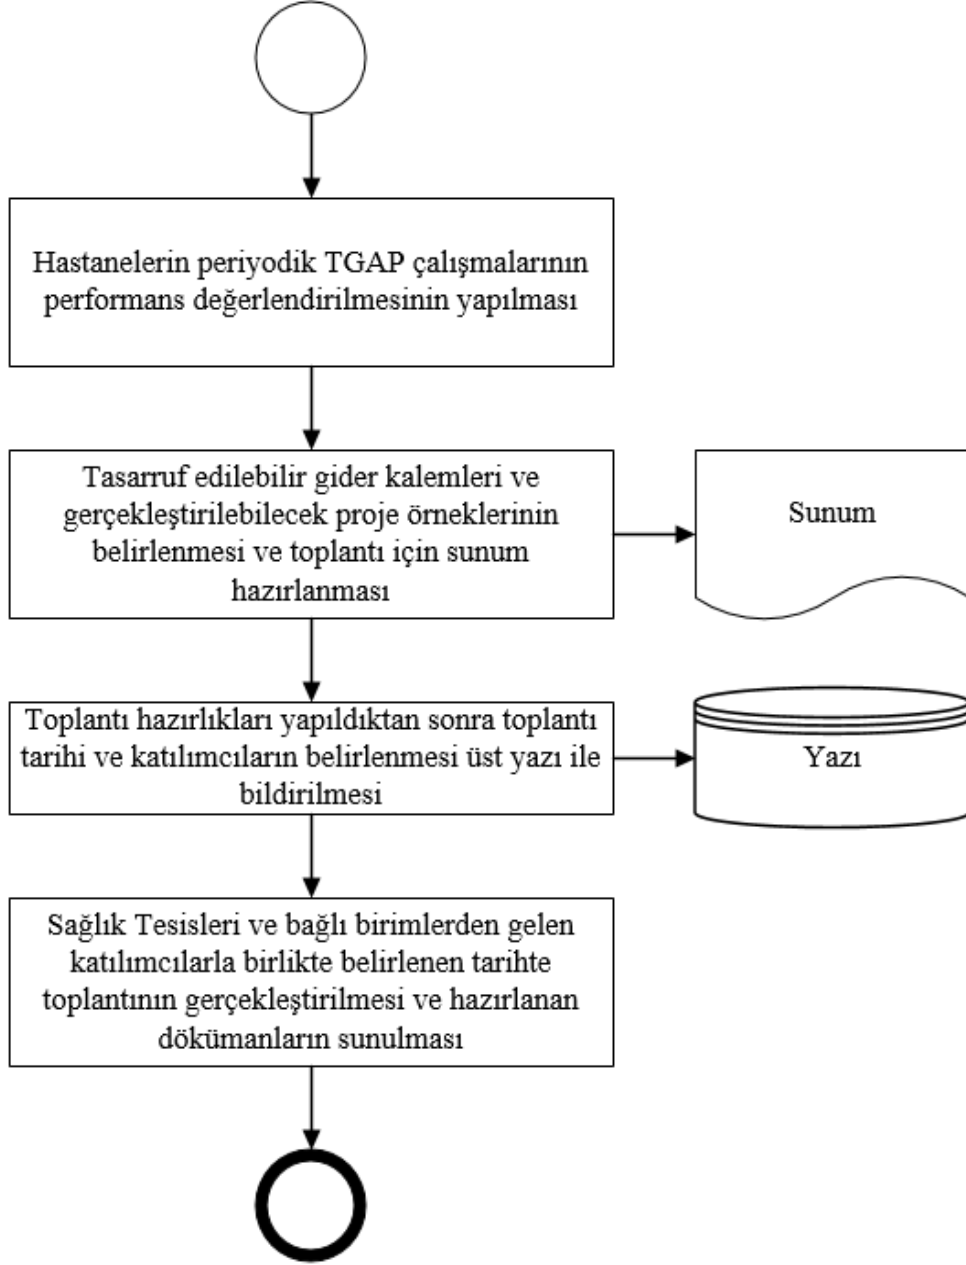 Hastanelerin periyodik TGAP çalışmalarının
performans değerlendirilmesinin yapılması
Tasarruf edilebilir gider kalemleri ve
gerçekleştirilebilecek proje örneklerinin
belirlenmesi ve toplantı için sunum
hazırlanması
Sunum
Toplantı hazırlıkları yapıldıktan sonra toplantı
tarihi ve katılımcıların belirlenmesi üst yazı ile
bildirilmesi
Yazı
Sağlık Tesisleri ve bağlı birimlerden gelen
katılımcılarla birlikte belirlenen tarihte
toplantının gerçekleştirilmesi ve hazırlanan
dökümanların sunulması